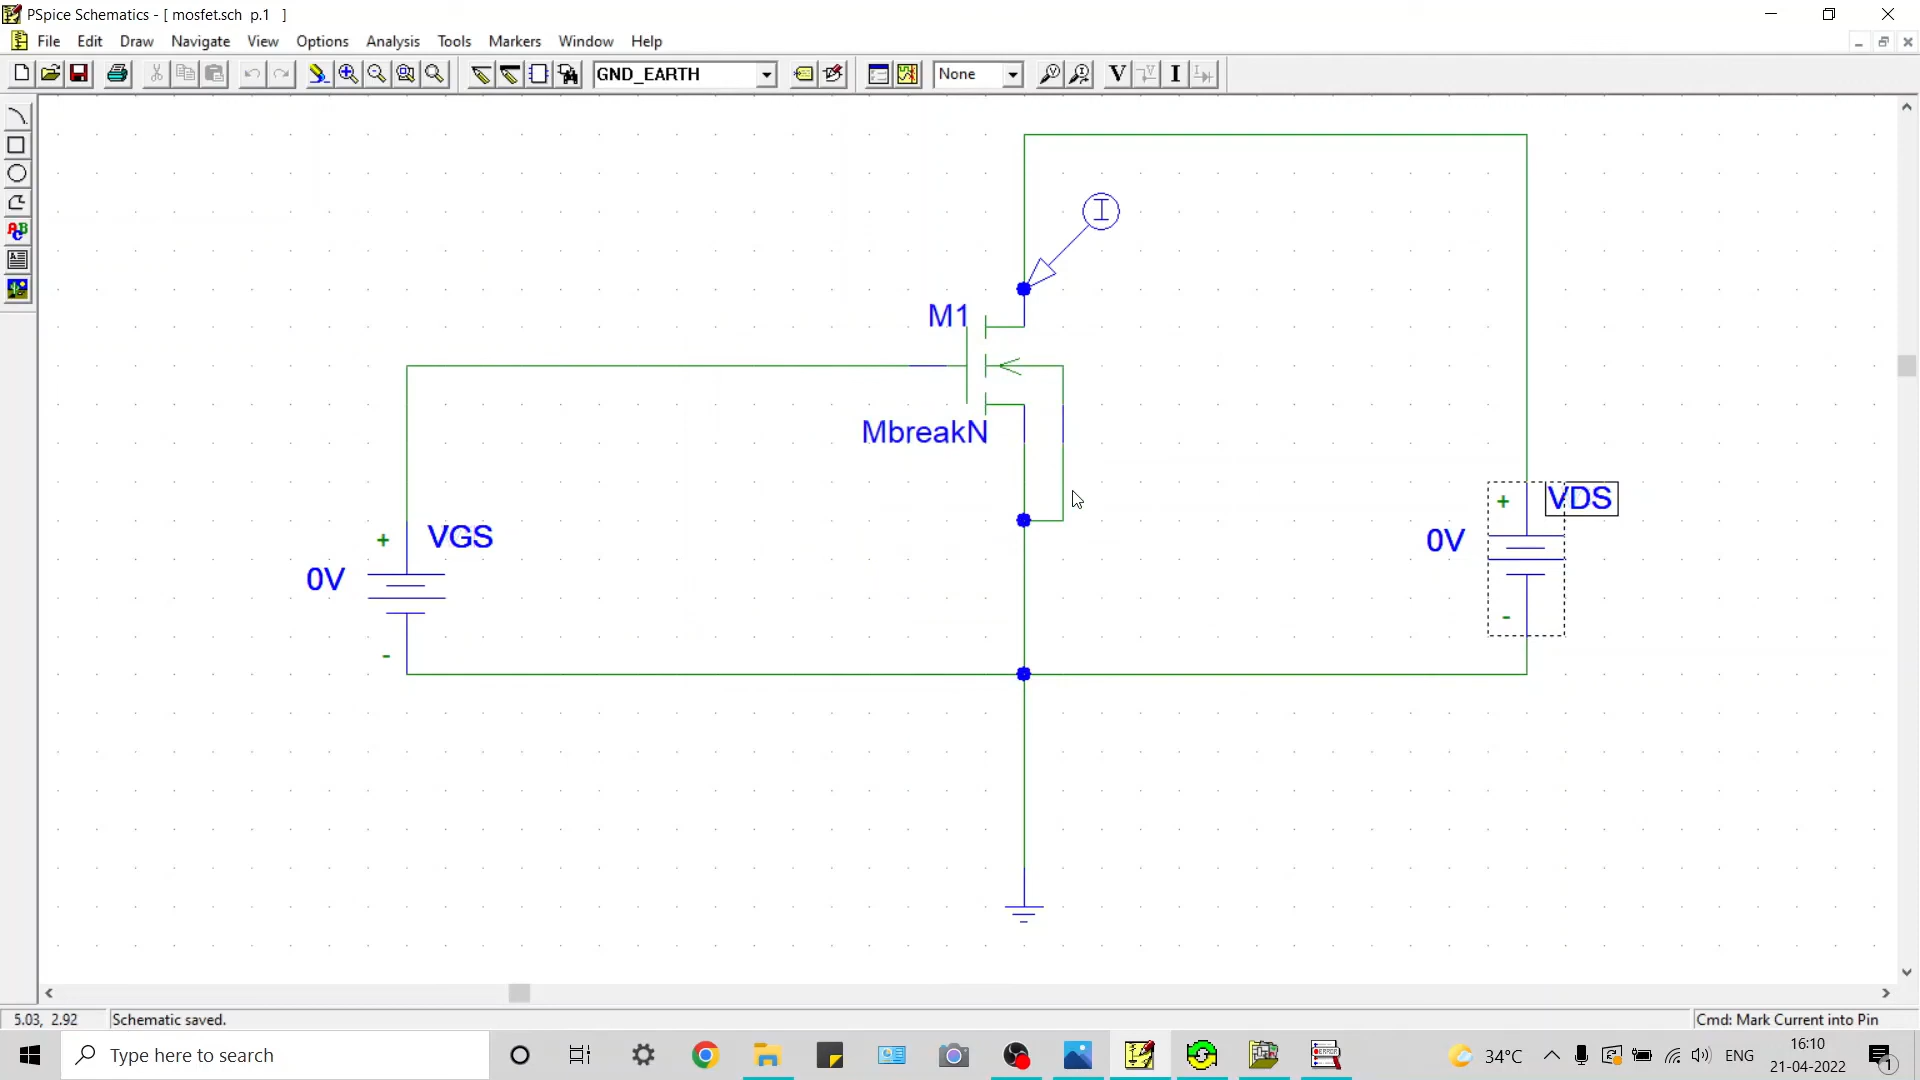 PSpice Schematics - [ mosfet.sch p.1 ]
File Edit Draw Navigate View Options Analysis Tools Markers Window Help
GND_EARTH None V I
ABC
I
M1
MbreakN
+ VGS
0V
-
+ VDS
0V
-
5.03, 2.92 Schematic saved. Cmd: Mark Current into Pin
Type here to search 34°C ENG 16:10
21-04-2022 1